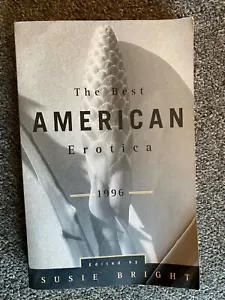 The Best
AMERICAN
Erotica
1996
Edited by
SUSIE BRIGHT